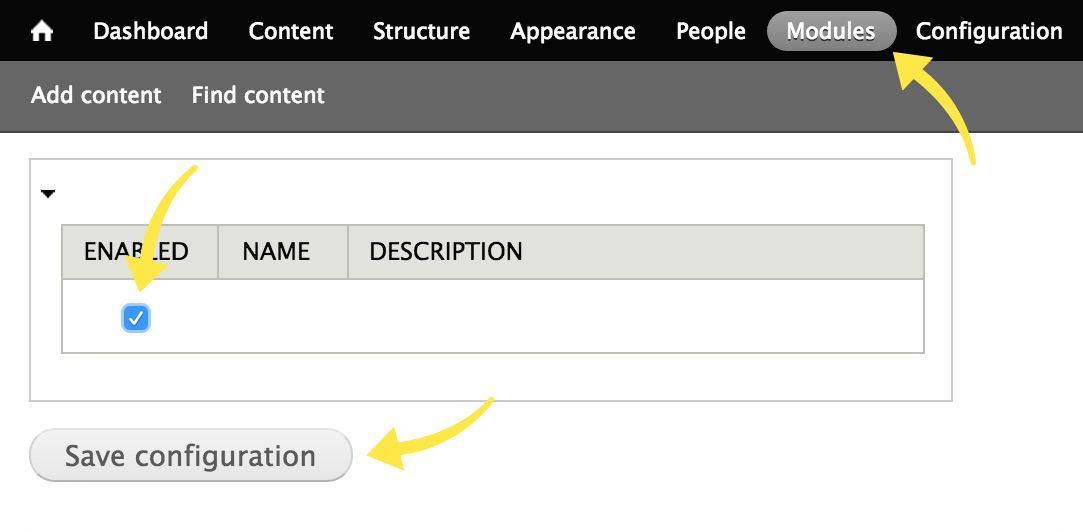 Dashboard Content Structure Appearance People Modules Configuration
Add content Find content
ENABLED NAME DESCRIPTION
Save configuration